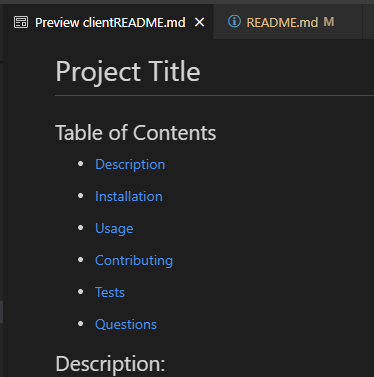 Preview clientREADME.md README.md M
Project Title
Table of Contents
Description
Installation
Usage
Contributing
Tests
Questions
Description: